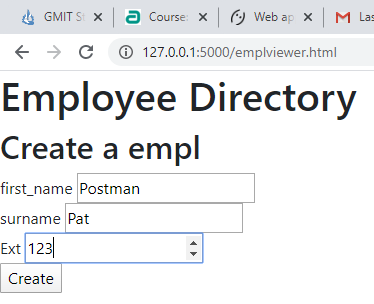 GMIT St
Course
Web ap
Las
127.0.0.1:5000/emplviewer.html
Employee Directory
Create a empl
first_name Postman
surname Pat
Ext 123
Create